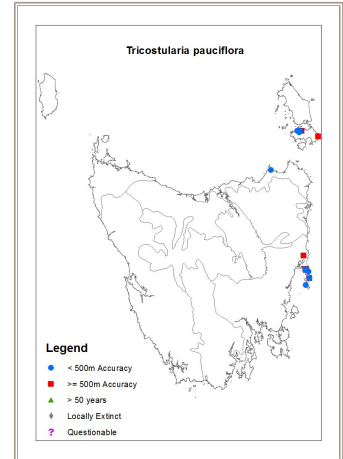 Tricostularia pauciflora
Legend
< 500m Accuracy
>= 500m Accuracy
> 50 years
Locally Extinct
? Questionable